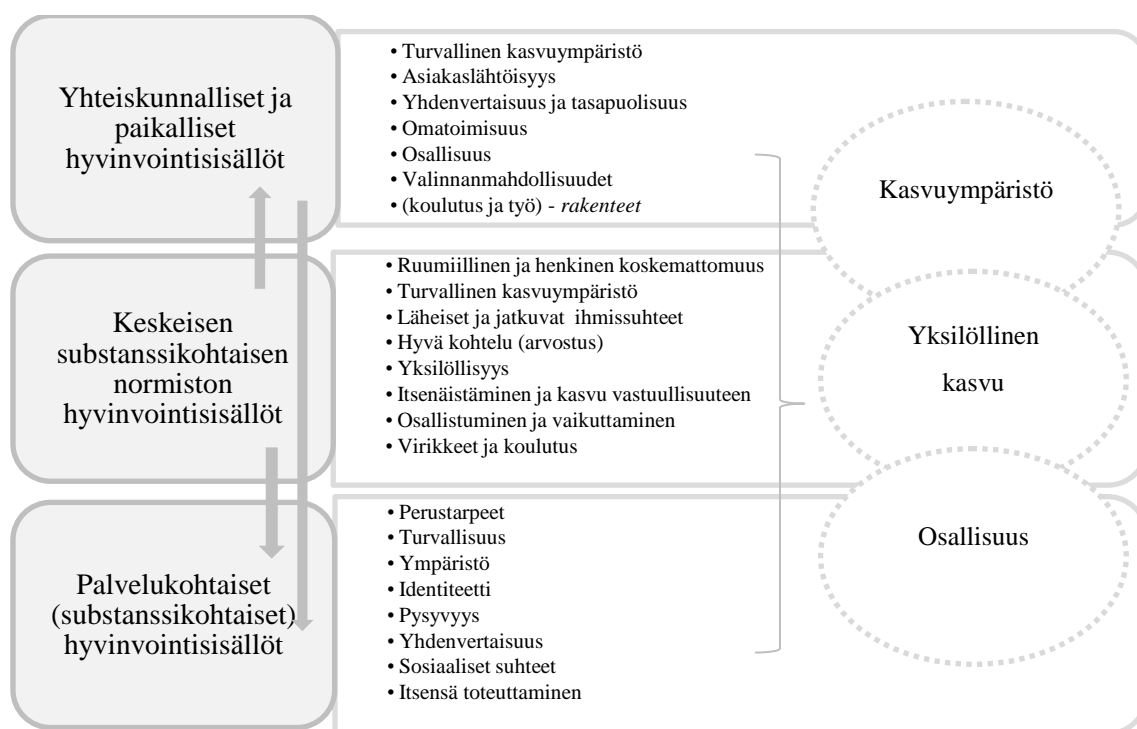 Yhteiskunnalliset ja
paikalliset
hyvinvointisisällöt
• Turvallinen kasvuympäristö
• Asiakaslähtöisyys
• Yhdenvertaisuus ja tasapuolisuus
• Omatoimisuus
• Osallisuus
• Valinnanmahdollisuudet
• (koulutus ja työ) - rakenteet
Keskeisen
substanssikohtaisen
normiston
hyvinvointisisällöt
• Ruumiillinen ja henkinen koskemattomuus
• Turvallinen kasvuympäristö
• Läheiset ja jatkuvat ihmissuhteet
• Hyvä kohtelu (arvostus)
• Yksilöllisyys
• Itsenäistäminen ja kasvu vastuullisuuteen
• Osallistuminen ja vaikuttaminen
• Virikkeet ja koulutus
Palvelukohtaiset
(substanssikohtaiset)
hyvinvointisisällöt
• Perustarpeet
• Turvallisuus
• Ympäristö
• Identiteetti
• Pysyvyys
• Yhdenvertaisuus
• Sosiaaliset suhteet
• Itsensä toteuttaminen
Kasvuympäristö
Yksilöllinen
kasvu
Osallisuus